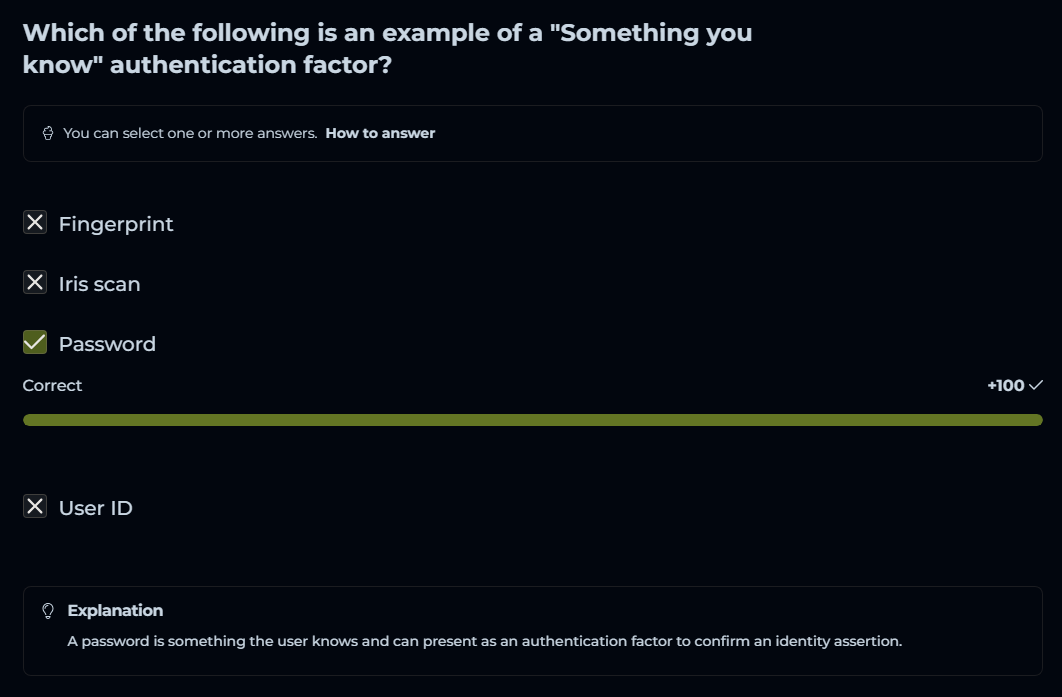 Which of the following is an example of a "Something you
know" authentication factor?
You can select one or more answers. How to answer
Fingerprint
Iris scan
Password
Correct
+100
User ID
Explanation
A password is something the user knows and can present as an authentication factor to confirm an identity assertion.